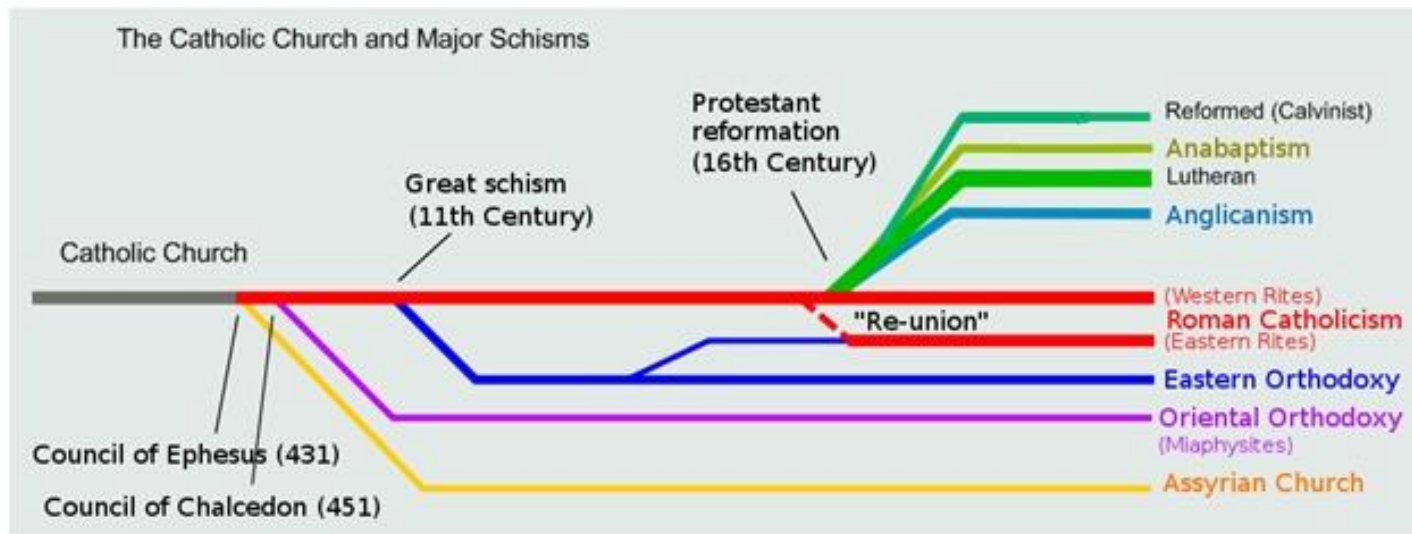 The Catholic Church and Major Schisms
Protestant
reformation
(16th Century)
Great schism
(11th Century)
Catholic Church
Reformed (Calvinist)
Anabaptism
Lutheran
Anglicanism
(Western Rites)
Roman Catholicism
(Eastern Rites)
"Re-union"
Eastern Orthodoxy
Oriental Orthodoxy
(Miaphysites)
Assyrian Church
Council of Ephesus (431)
Council of Chalcedon (451)